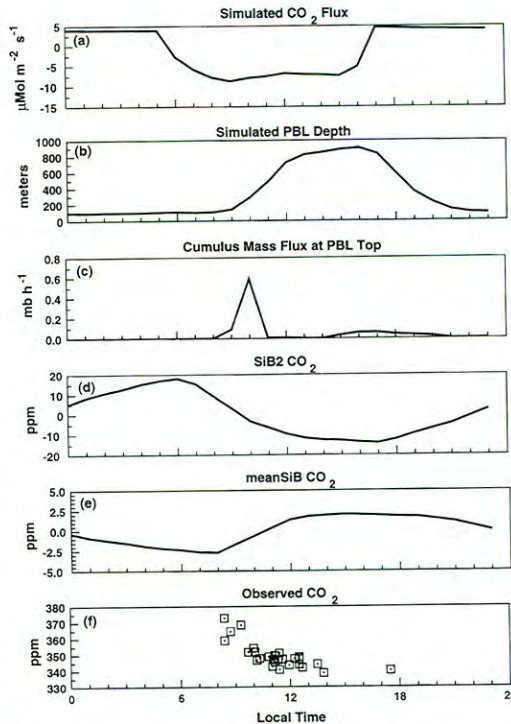 Simulated CO2 Flux
(a)
5
0
-5
-10
-15
µMol m-2 s-1
Simulated PBL Depth
(b)
1000
800
600
400
200
0
meters
Cumulus Mass Flux at PBL Top
(c)
0.8
0.6
0.4
0.2
0.0
mb h-1
SiB2 CO2
(d)
20
10
0
-10
-20
ppm
meanSiB CO2
(e)
5.0
2.5
0.0
-2.5
-5.0
ppm
Observed CO2
(f)
380
370
360
350
340
330
ppm
0 6 12 18 2
Local Time